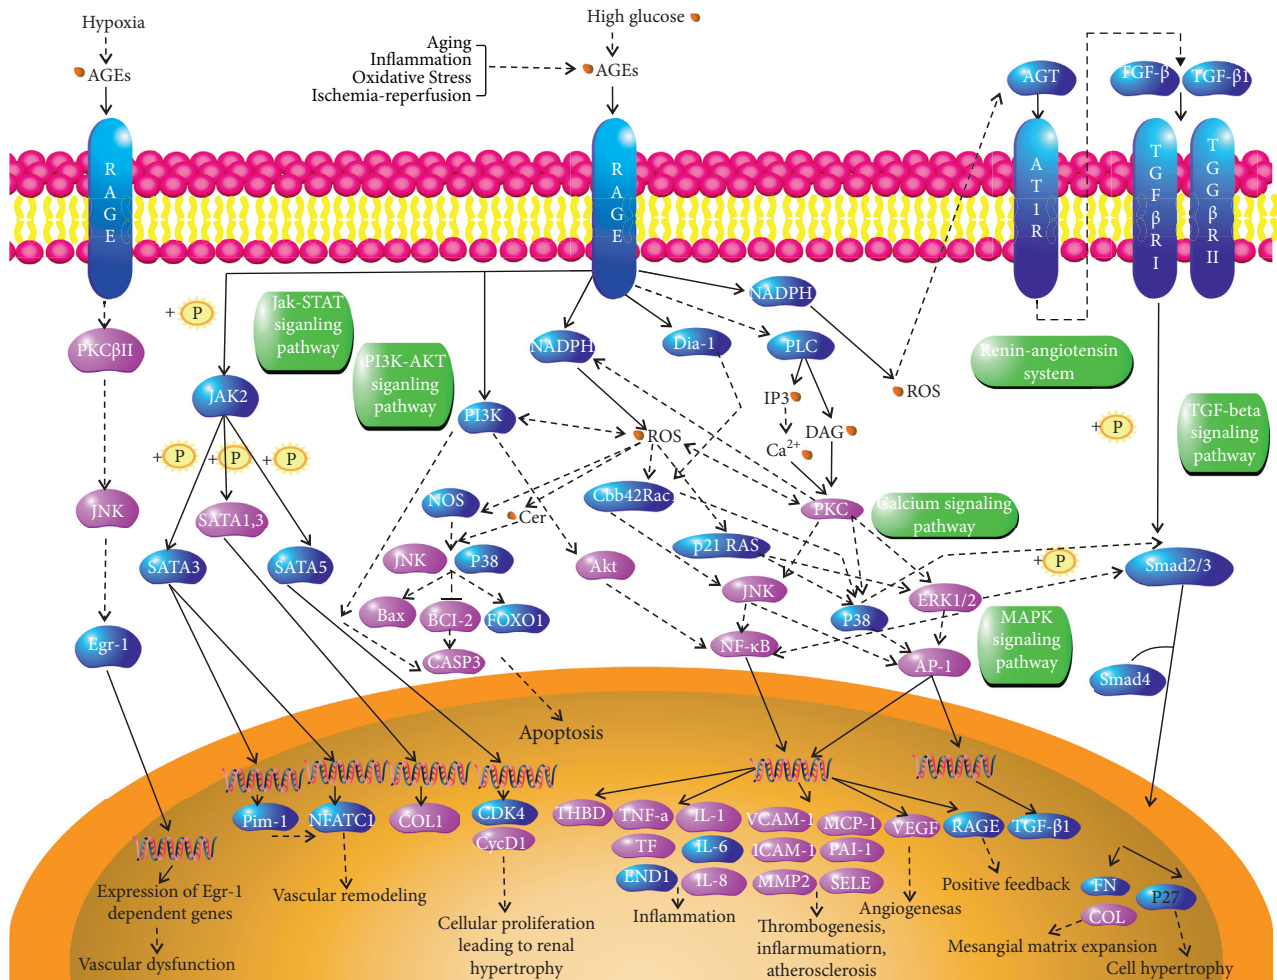 Hypoxia
AGEs
RAGE
High glucose
Aging
Inflammation
Oxidative Stress
Ischemia-reperfusion
AGEs
RAGE
AGT
AT1R
TGF-β
TGF-β1
TGFβRI
TGGβRII
PKCβII
JNK
Egr-1
+ P
Jak-STAT
siganling
pathway
PI3K-AKT
siganling
pathway
JAK2
+ P
+ P
+ P
SATA1,3
SATA3
SATA5
PI3K
NADPH
Dia-1
PLC
NADPH
IP3
Ca2+
DAG
ROS
ROS
Renin-angiotensin
system
+ P
TGF-beta
signaling
pathway
NOS
Cer
Cbb42Rac
PKC
Calcium signaling
pathway
JNK
P38
Akt
p21 RAS
JNK
P38
ERK1/2
+ P
Smad2/3
Bax
BCI-2
FOXO1
CASP3
NF-κB
AP-1
MAPK
signaling
pathway
Smad4
Apoptosis
Pim-1
NFATC1
COL1
CDK4
CycD1
THBD
TNF-a
IL-1
TF
IL-6
END1
IL-8
VCAM-1
MCP-1
ICAM-1
PAI-1
MMP2
SELE
VEGF
RAGE
TGF-β1
FN
COL
P27
Expression of Egr-1
dependent genes
Vascular dysfunction
Vascular remodeling
Cellular proliferation
leading to renal
hypertrophy
Inflammation
Thrombogenesis,
inflarmumatiorn,
atherosclerosis
Angiogenesas
Positive feedback
Mesangial matrix expansion
Cell hypertrophy